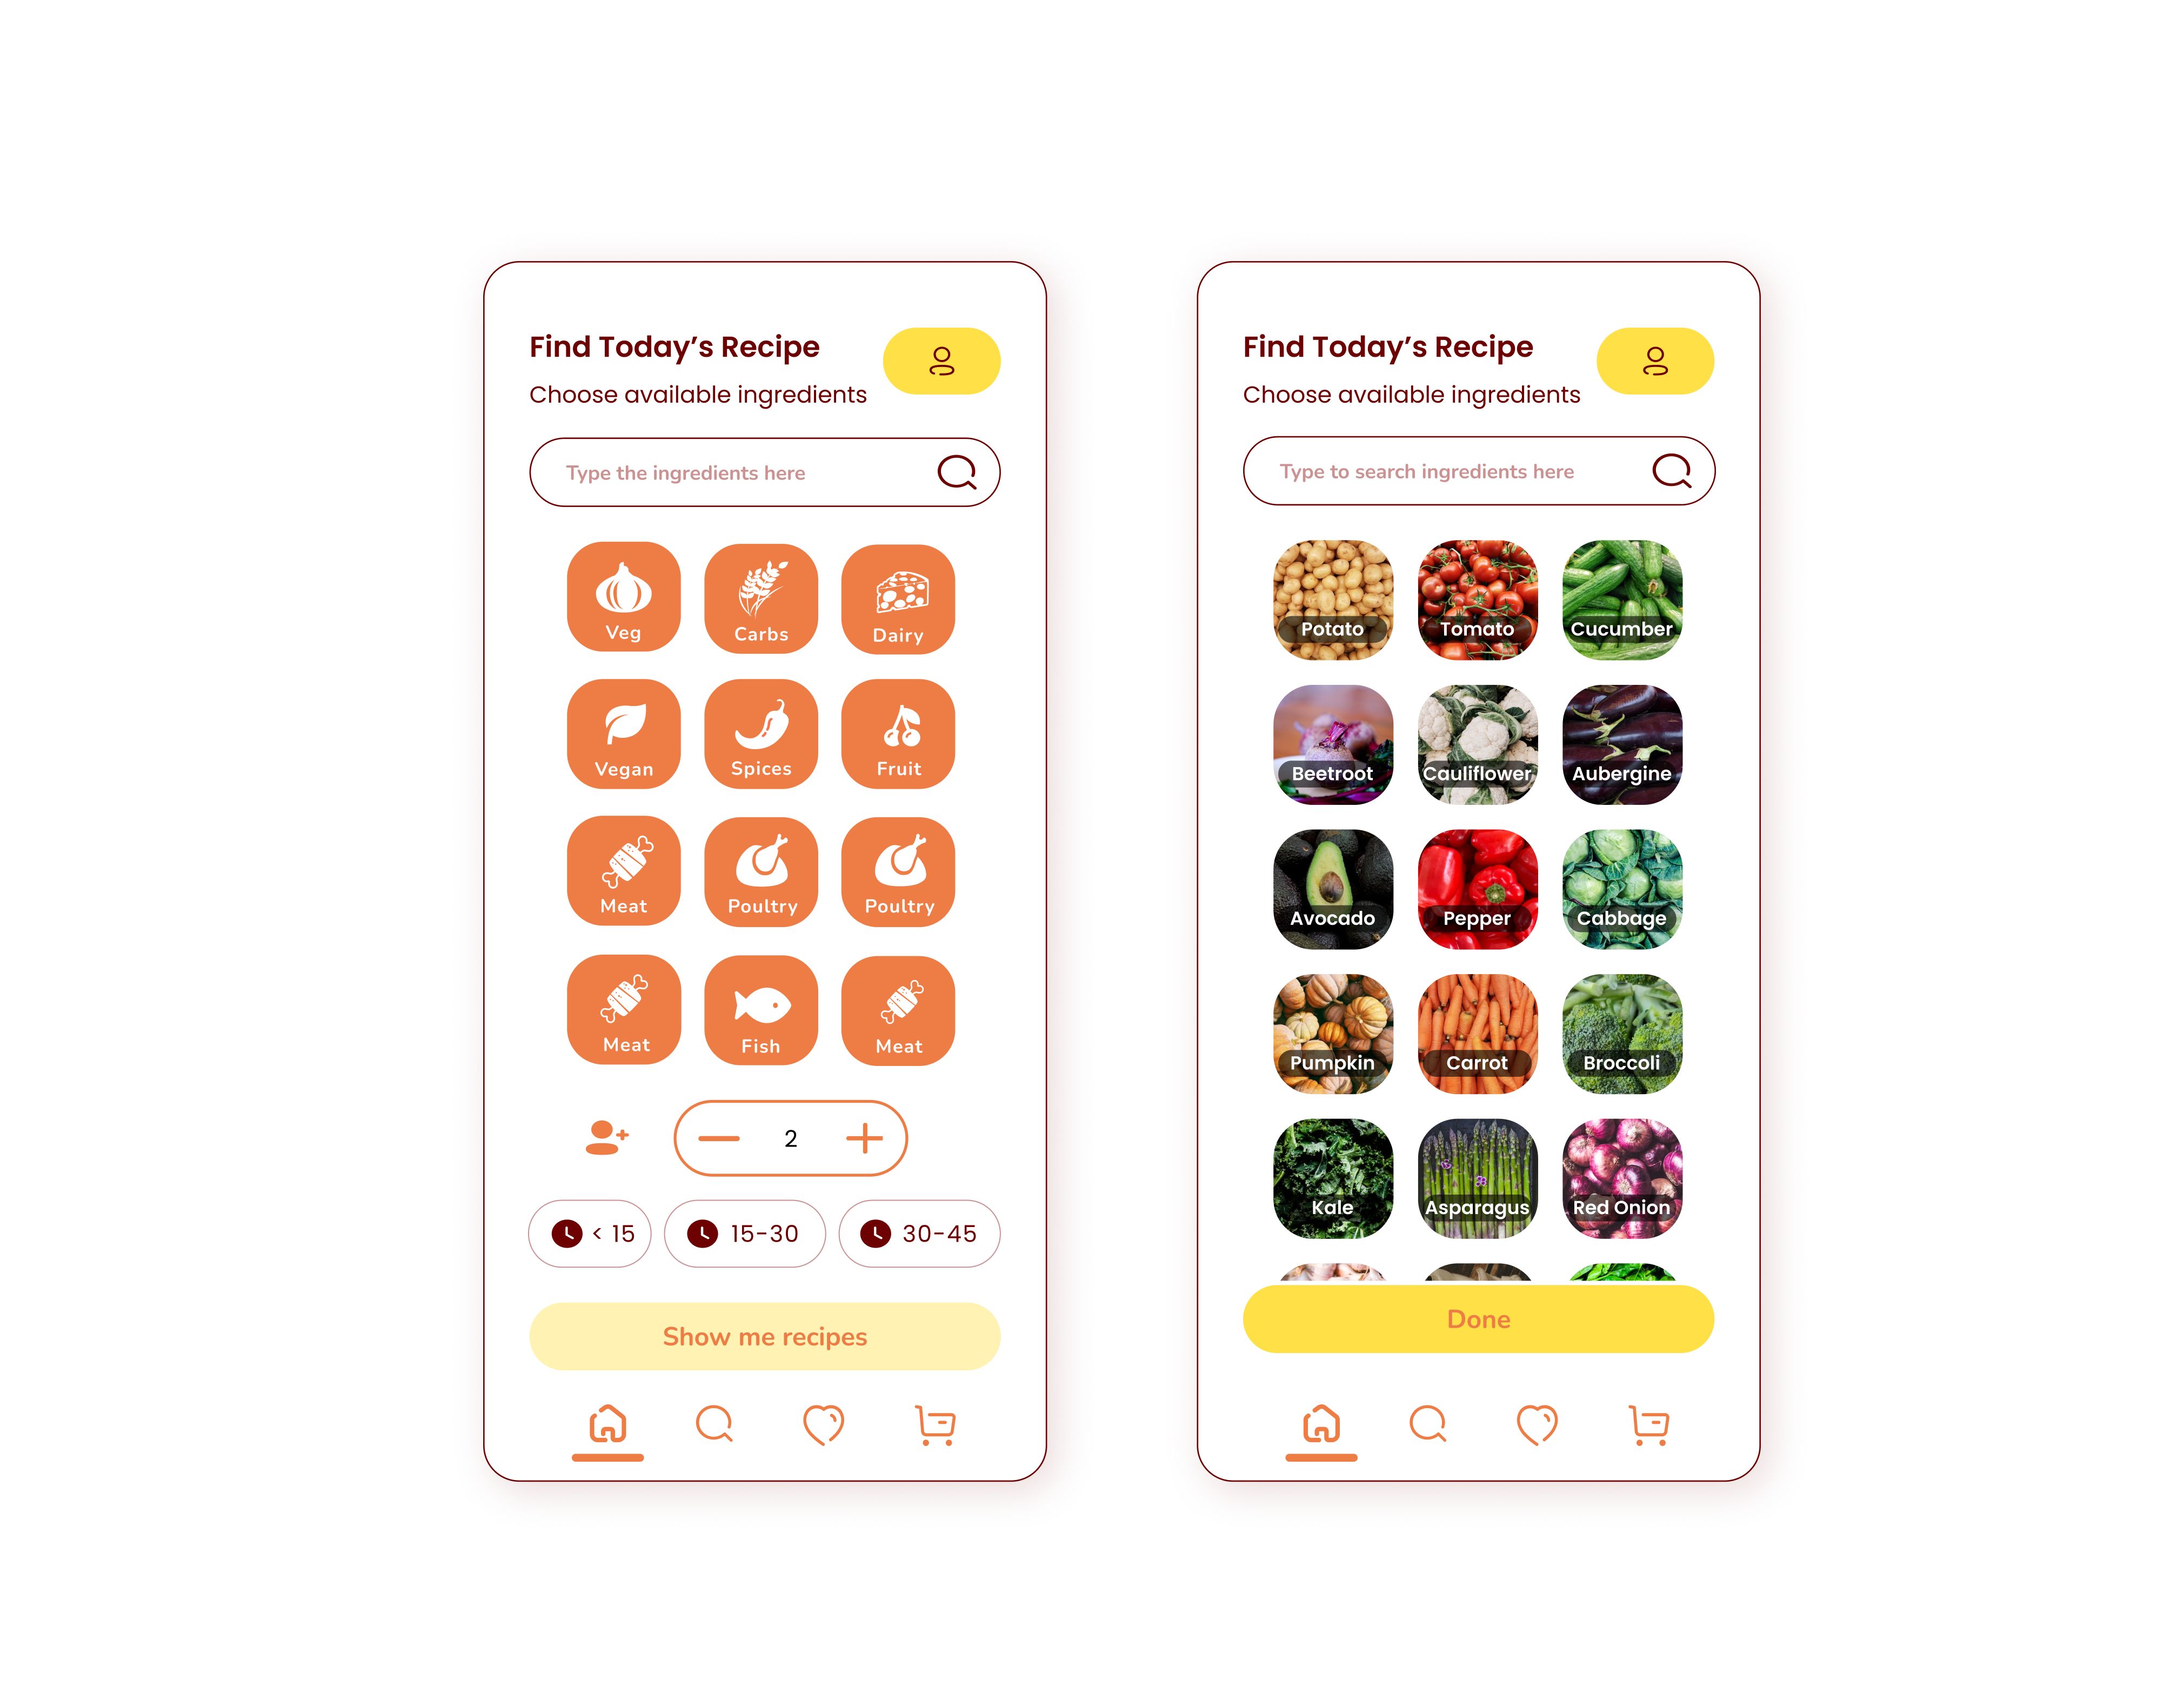 Find Today’s Recipe
Choose available ingredients
Type the ingredients here
Veg
Carbs
Dairy
Vegan
Spices
Fruit
Meat
Poultry
Poultry
Meat
Fish
Meat
2
< 15
15-30
30-45
Show me recipes
Find Today’s Recipe
Choose available ingredients
Type to search ingredients here
Potato
Tomato
Cucumber
Beetroot
Cauliflower
Aubergine
Avocado
Pepper
Cabbage
Pumpkin
Carrot
Broccoli
Kale
Asparagus
Red Onion
Done